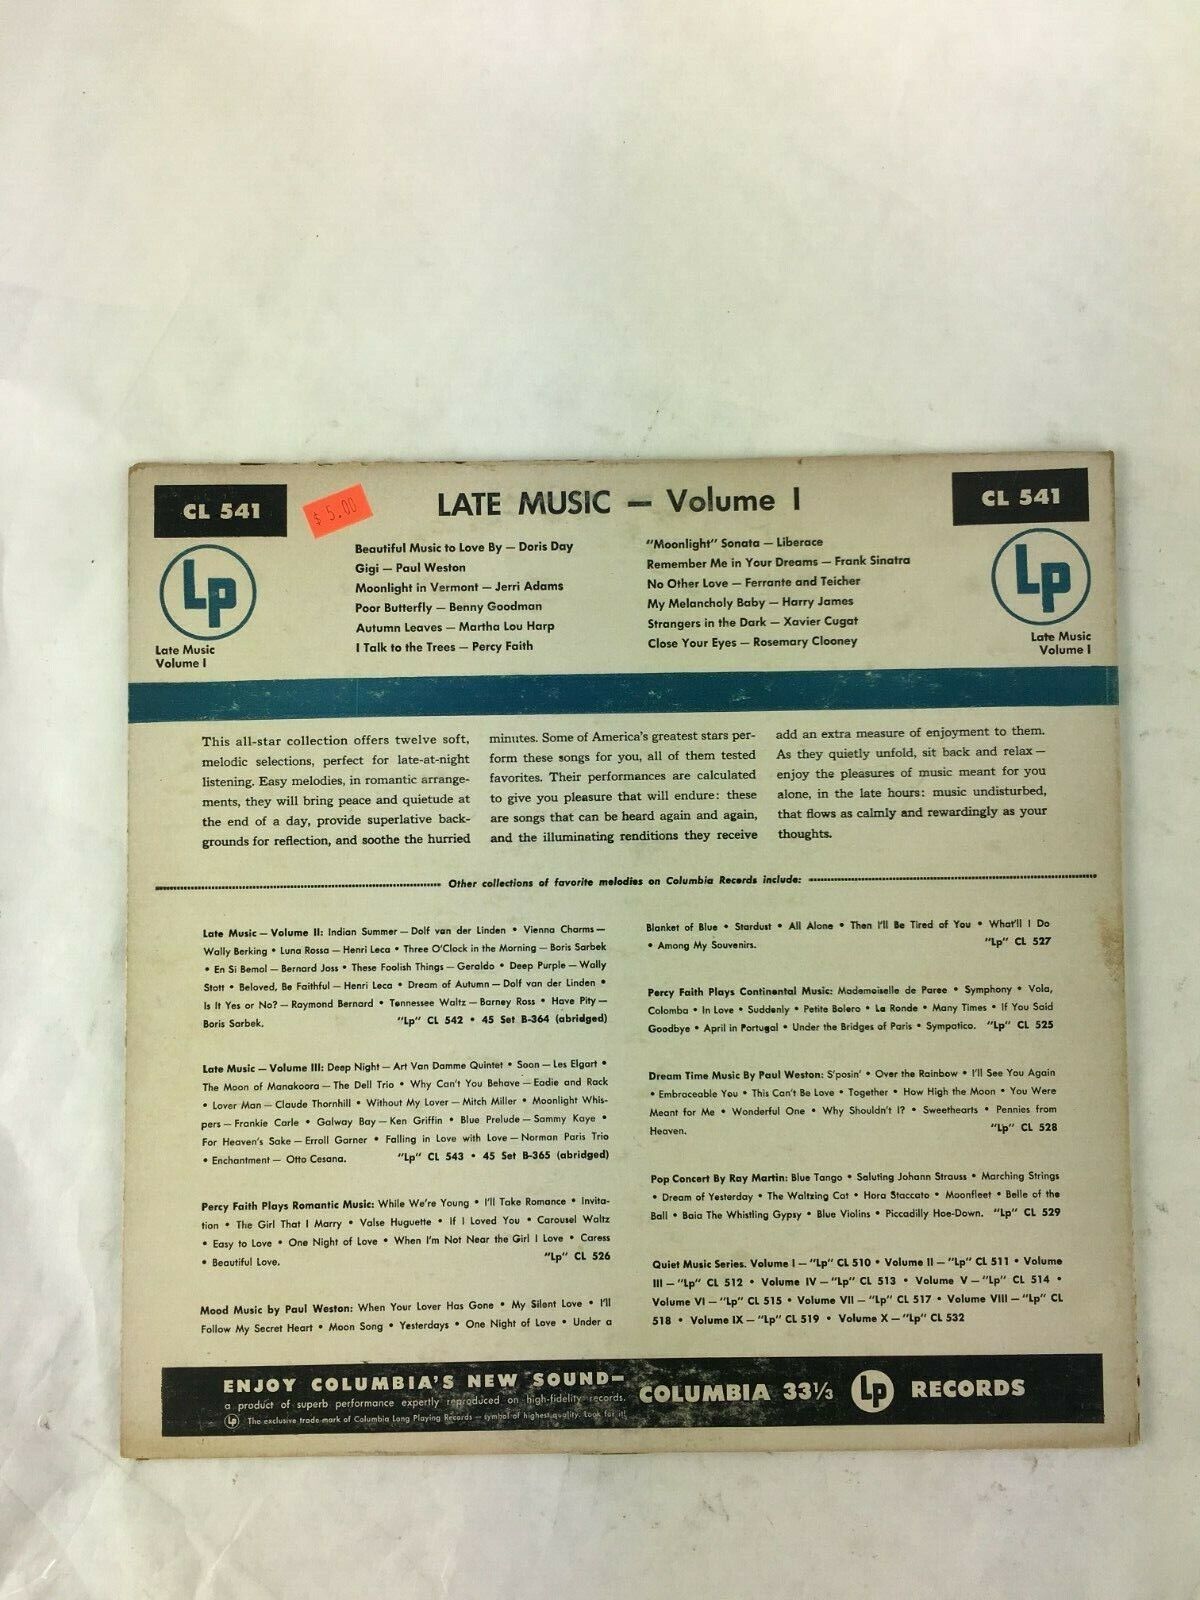 CL 541
$ 5.00
LATE MUSIC — Volume I
CL 541
Lp
Late Music
Volume I
Beautiful Music to Love By — Doris Day
Gigi — Paul Weston
Moonlight in Vermont — Jerri Adams
Poor Butterfly — Benny Goodman
Autumn Leaves — Martha Lou Harp
I Talk to the Trees — Percy Faith
"Moonlight" Sonata — Liberace
Remember Me in Your Dreams — Frank Sinatra
No Other Love — Ferrante and Teicher
My Melancholy Baby — Harry James
Strangers in the Dark — Xavier Cugat
Close Your Eyes — Rosemary Clooney
Lp
Late Music
Volume I
This all-star collection offers twelve soft,
melodic selections, perfect for late-at-night
listening. Easy melodies, in romantic arrange-
ments, they will bring peace and quietude at
the end of a day, provide superlative back-
grounds for reflection, and soothe the hurried
minutes. Some of America's greatest stars per-
form these songs for you, all of them tested
favorites. Their performances are calculated
to give you pleasure that will endure: these
are songs that can be heard again and again,
and the illuminating renditions they receive
add an extra measure of enjoyment to them.
As they quietly unfold, sit back and relax —
enjoy the pleasures of music meant for you
alone, in the late hours: music undisturbed,
that flows as calmly and rewardingly as your
thoughts.
Other collections of favorite melodies on Columbia Records include:
Late Music — Volume II: Indian Summer — Dolf van der Linden • Vienna Charms —
Wally Berking • Luna Rossa — Henri Leca • Three O'Clock in the Morning — Boris Sarbek
• En Si Bemol — Bernard Joss • These Foolish Things — Geraldo • Deep Purple — Wally
Stott • Beloved, Be Faithful — Henri Leca • Dream of Autumn — Dolf van der Linden •
Is It Yes or No? — Raymond Bernard • Tennessee Waltz — Barney Ross • Have Pity —
Boris Sarbek. "Lp" CL 542 • 45 Set B-364 (abridged)
Late Music — Volume III: Deep Night — Art Van Damme Quintet • Soon — Les Elgart •
The Moon of Manakoora — The Dell Trio • Why Can't You Behave — Eadie and Rack
• Lover Man — Claude Thornhill • Without My Lover — Mitch Miller • Moonlight Whis-
pers — Frankie Carle • Galway Bay — Ken Griffin • Blue Prelude — Sammy Kaye •
For Heaven's Sake — Erroll Garner • Falling in Love with Love — Norman Paris Trio
• Enchantment — Otto Cesana. "Lp" CL 543 • 45 Set B-365 (abridged)
Percy Faith Plays Romantic Music: While We're Young • I'll Take Romance • Invita-
tion • The Girl That I Marry • Valse Huguette • If I Loved You • Carousel Waltz
• Easy to Love • One Night of Love • When I'm Not Near the Girl I Love • Caress
• Beautiful Love. "Lp" CL 526
Mood Music by Paul Weston: When Your Lover Has Gone • My Silent Love • I'll
Follow My Secret Heart • Moon Song • Yesterdays • One Night of Love • Under a
Blanket of Blue • Stardust • All Alone • Then I'll Be Tired of You • What'll I Do
• Among My Souvenirs. "Lp" CL 527
Percy Faith Plays Continental Music: Mademoiselle de Paree • Symphony • Vola,
Colomba • In Love • Suddenly • Petite Bolero • La Ronde • Many Times • If You Said
Goodbye • April in Portugal • Under the Bridges of Paris • Sympatico. "Lp" CL 525
Dream Time Music By Paul Weston: S'posin' • Over the Rainbow • I'll See You Again
• Embraceable You • This Can't Be Love • Together • How High the Moon • You Were
Meant for Me • Wonderful One • Why Shouldn't I? • Sweethearts • Pennies from
Heaven. "Lp" CL 528
Pop Concert By Ray Martin: Blue Tango • Saluting Johann Strauss • Marching Strings
• Dream of Yesterday • The Waltzing Cat • Hora Staccato • Moonfleet • Belle of the
Ball • Baia The Whistling Gypsy • Blue Violins • Piccadilly Hoe-Down. "Lp" CL 529
Quiet Music Series. Volume I — "Lp" CL 510 • Volume II — "Lp" CL 511 • Volume
III — "Lp" CL 512 • Volume IV — "Lp" CL 513 • Volume V — "Lp" CL 514 •
Volume VI — "Lp" CL 515 • Volume VII — "Lp" CL 517 • Volume VIII — "Lp" CL
518 • Volume IX — "Lp" CL 519 • Volume X — "Lp" CL 532
ENJOY COLUMBIA'S NEW SOUND—
a product of superb performance expertly reproduced on high-fidelity records.
Lp The exclusive trade-mark of Columbia Long Playing Records — symbol of highest quality. Look for it!
COLUMBIA 33⅓ Lp RECORDS